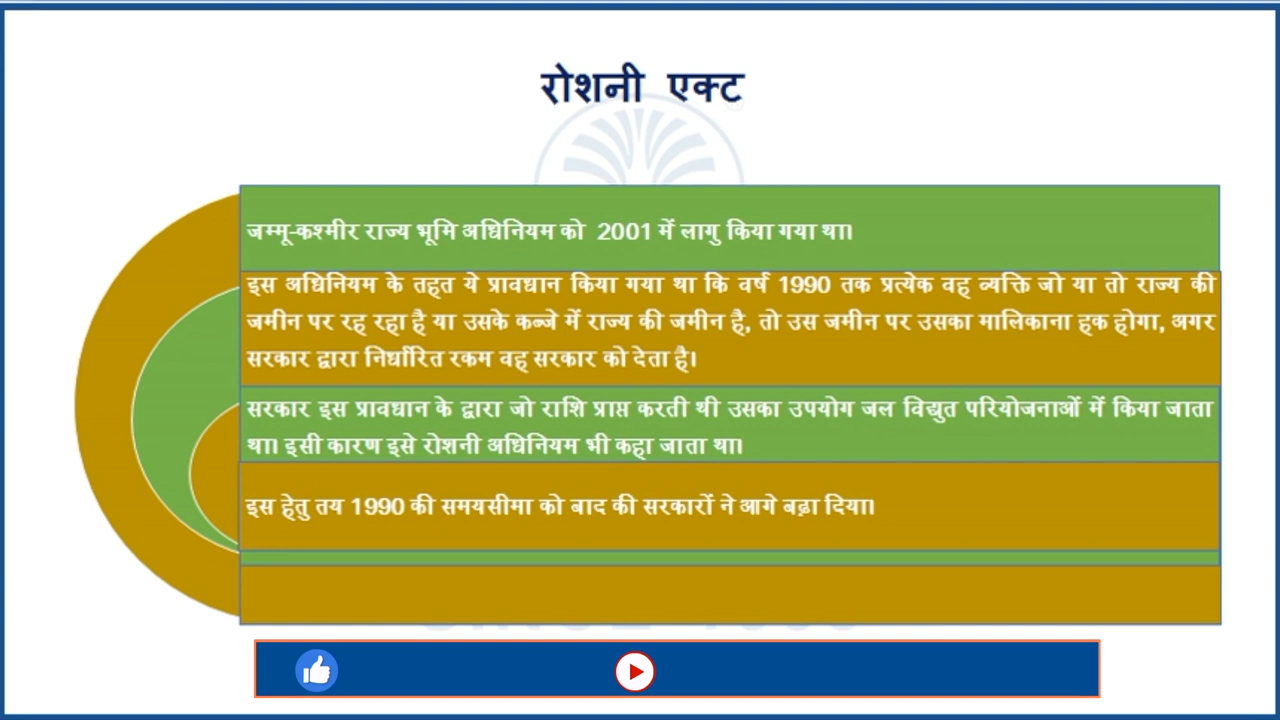 रोशनी एक्ट
जम्मू-कश्मीर राज्य भूमि अधिनियम को 2001 में लागु किया गया था।
इस अधिनियम के तहत ये प्रावधान किया गया था कि वर्ष 1990 तक प्रत्येक वह व्यक्ति जो या तो राज्य की
जमीन पर रह रहा है या उसके कब्जे में राज्य की जमीन है, तो उस जमीन पर उसका मालिकाना हक होगा, अगर
सरकार द्वारा निर्धारित रकम वह सरकार को देता है।
सरकार इस प्रावधान के द्वारा जो राशि प्राप्त करती थी उसका उपयोग जल विद्युत परियोजनाओं में किया जाता
था। इसी कारण इसे रोशनी अधिनियम भी कहा जाता था।
इस हेतु तय 1990 की समयसीमा को बाद की सरकारों ने आगे बढ़ा दिया।